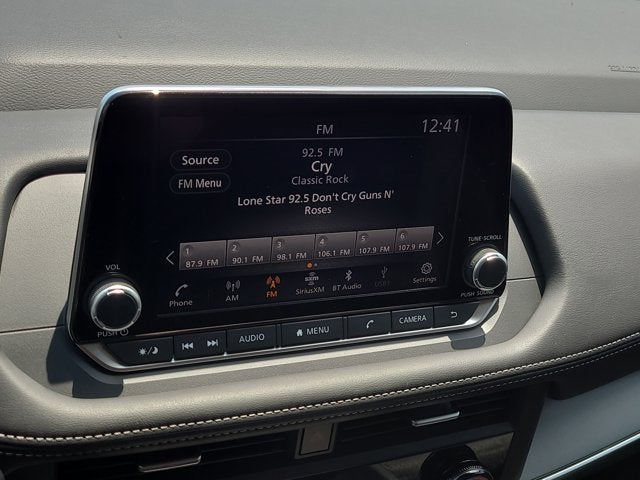 FM
12:41
Source
92.5 FM
Cry
FM Menu
Classic Rock
Lone Star 92.5 Don't Cry Guns N'
Roses
1 2 3 4 5 6
87.9 FM 90.1 FM 98.1 FM 106.1 FM 107.9 FM 107.9 FM
TUNE·SCROLL
VOL
sxm
Phone AM FM SiriusXM BT Audio USB1 Settings
PUSH SOUND
PUSH
AUDIO MENU CAMERA